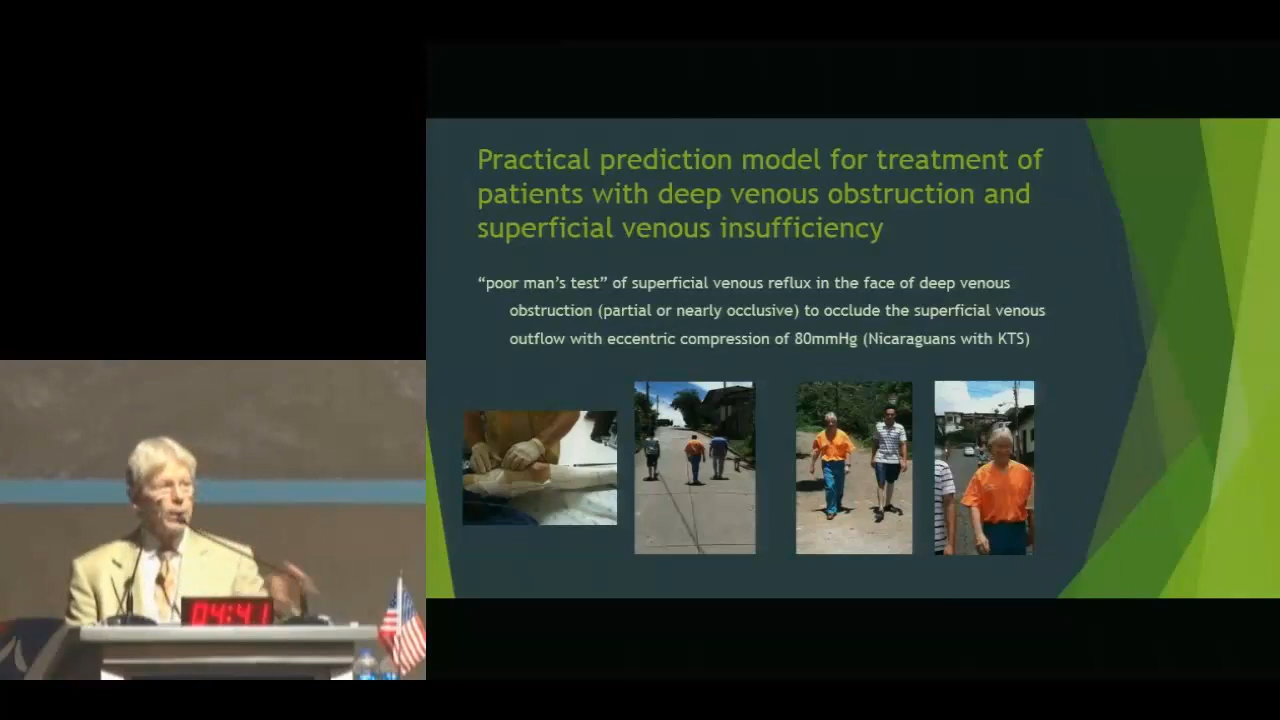 Practical prediction model for treatment of
patients with deep venous obstruction and
superficial venous insufficiency
“poor man’s test” of superficial venous reflux in the face of deep venous
obstruction (partial or nearly occlusive) to occlude the superficial venous
outflow with eccentric compression of 80mmHg (Nicaraguans with KTS)
04:41